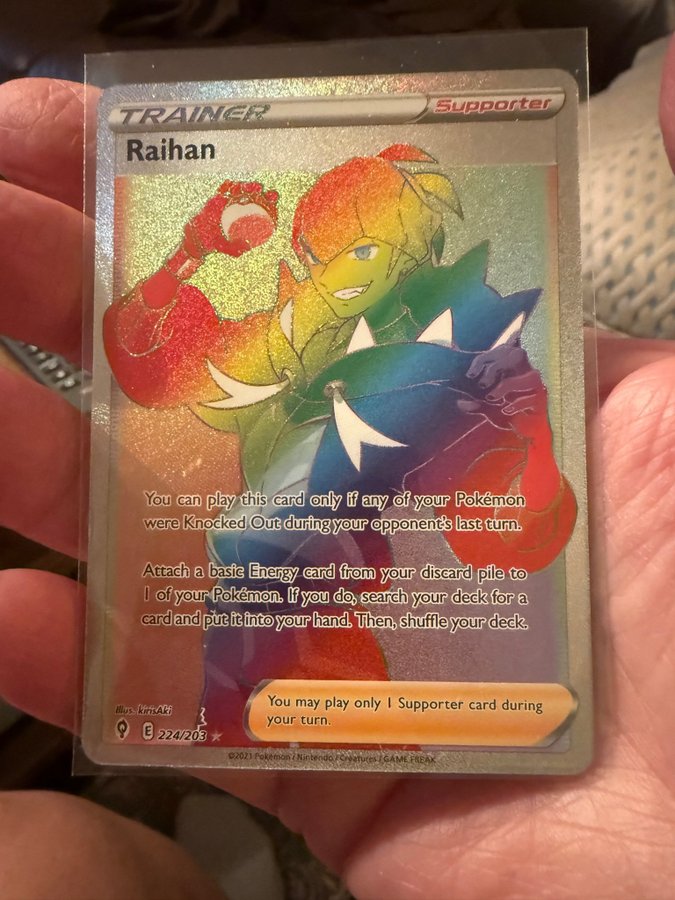 TRAINER Supporter
Raihan
You can play this card only if any of your Pokémon
were Knocked Out during your opponent's last turn.
Attach a basic Energy card from your discard pile to
1 of your Pokémon. If you do, search your deck for a
card and put it into your hand. Then, shuffle your deck.
You may play only 1 Supporter card during
your turn.
Illus. kirisAki
E 224/203
©2021 Pokémon / Nintendo / Creatures / GAME FREAK